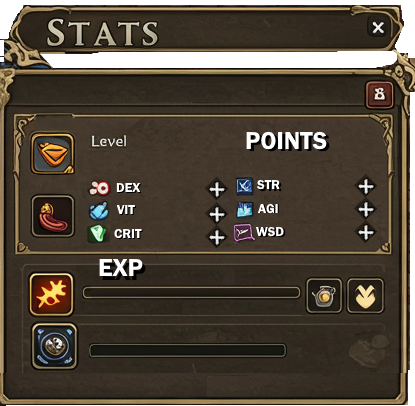 STATS
Level POINTS
DEX + STR +
VIT + AGI +
CRIT + WSD +
EXP